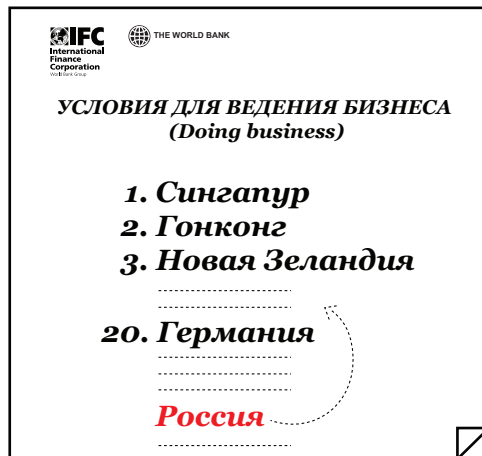 IFC
International
Finance
Corporation
World Bank Group
THE WORLD BANK
УСЛОВИЯ ДЛЯ ВЕДЕНИЯ БИЗНЕСА
(Doing business)
1. Сингапур
2. Гонконг
3. Новая Зеландия
20. Германия
Россия